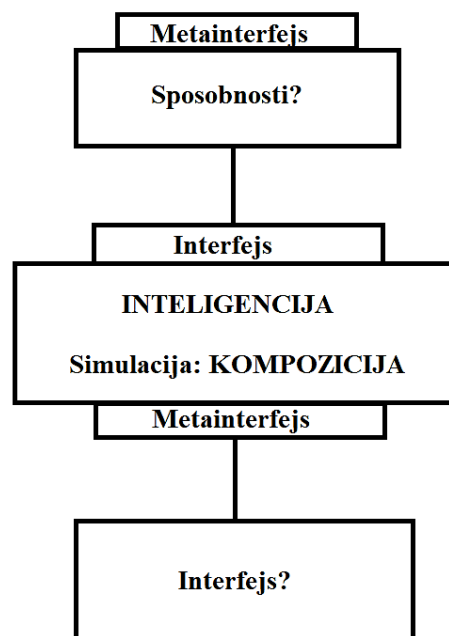 Metainterfejs
Sposobnosti?
Interfejs
INTELIGENCIJA
Simulacija: KOMPOZICIJA
Metainterfejs
Interfejs?